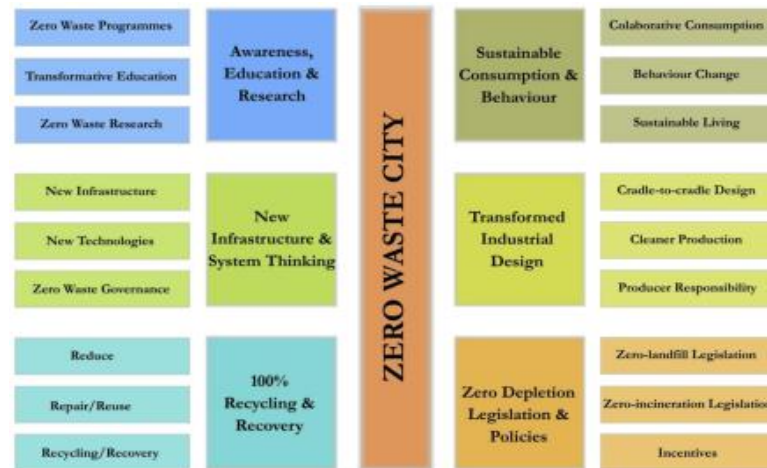 Zero Waste Programmes
Transformative Education
Zero Waste Research
Awareness,
Education &
Research
New Infrastructure
New Technologies
Zero Waste Governance
New
Infrastructure &
System Thinking
Reduce
Repair/Reuse
Recycling/Recovery
100%
Recycling &
Recovery
ZERO WASTE CITY
Sustainable
Consumption &
Behaviour
Colaborative Consumption
Behaviour Change
Sustainable Living
Transformed
Industrial
Design
Cradle-to-cradle Design
Cleaner Production
Producer Responsibility
Zero Depletion
Legislation &
Policies
Zero-landfill Legislation
Zero-incineration Legislation
Incentives